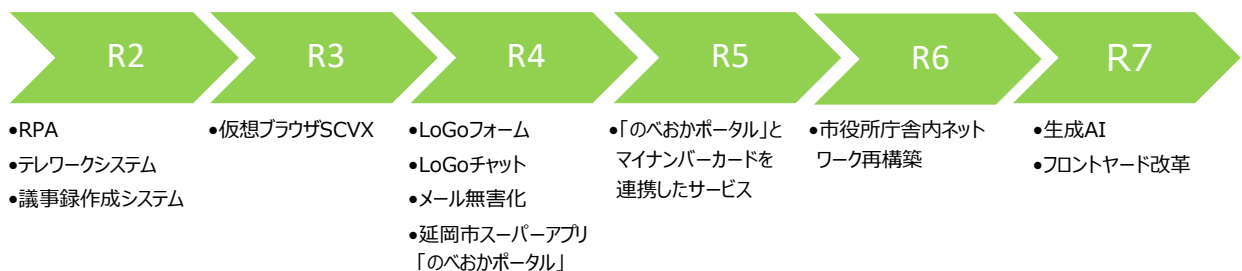 R2
R3
R4
R5
R6
R7
•RPA
•テレワークシステム
•議事録作成システム
•仮想ブラウザSCVX
•LoGoフォーム
•LoGoチャット
•メール無害化
•延岡市スーパーアプリ
「のべおかポータル」
•「のべおかポータル」と
マイナンバーカードを
連携したサービス
•市役所庁舎内ネット
ワーク再構築
•生成AI
•フロントヤード改革